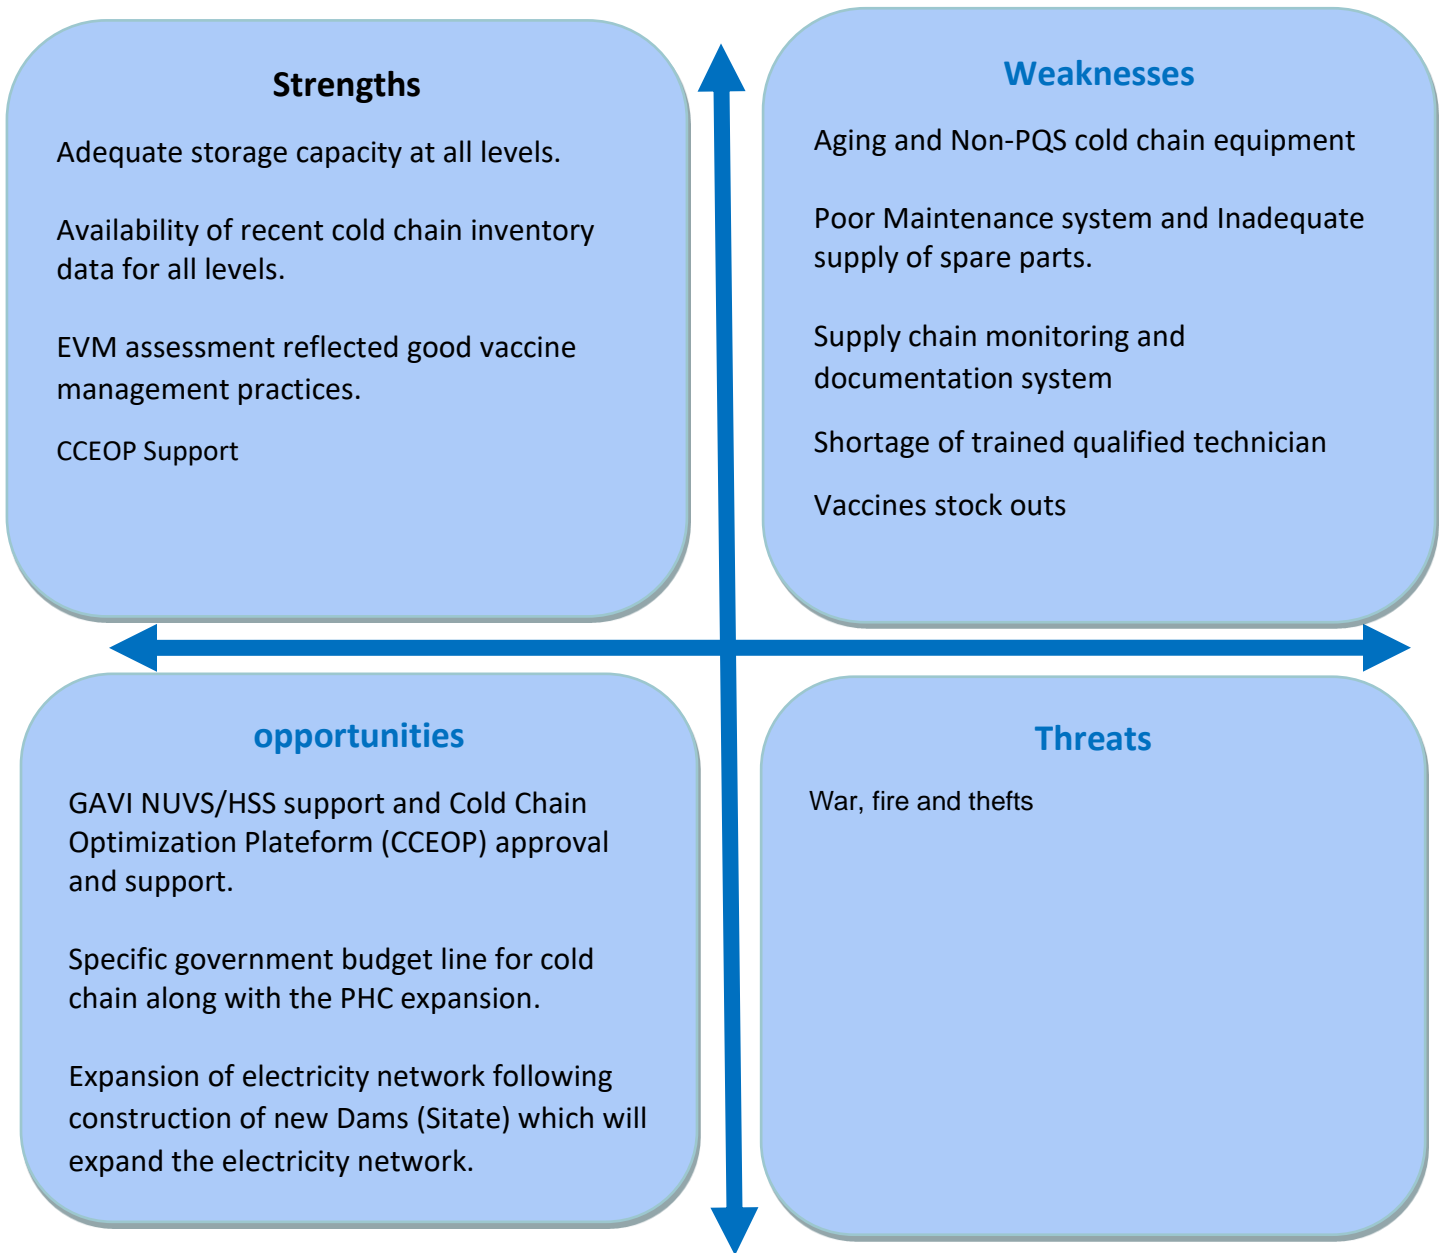 Strengths
Adequate storage capacity at all levels.
Availability of recent cold chain inventory
data for all levels.
EVM assessment reflected good vaccine
management practices.
CCEOP Support
Weaknesses
Aging and Non-PQS cold chain equipment
Poor Maintenance system and Inadequate
supply of spare parts.
Supply chain monitoring and
documentation system
Shortage of trained qualified technician
Vaccines stock outs
opportunities
GAVI NUVS/HSS support and Cold Chain
Optimization Plateform (CCEOP) approval
and support.
Specific government budget line for cold
chain along with the PHC expansion.
Expansion of electricity network following
construction of new Dams (Sitate) which will
expand the electricity network.
Threats
War, fire and thefts